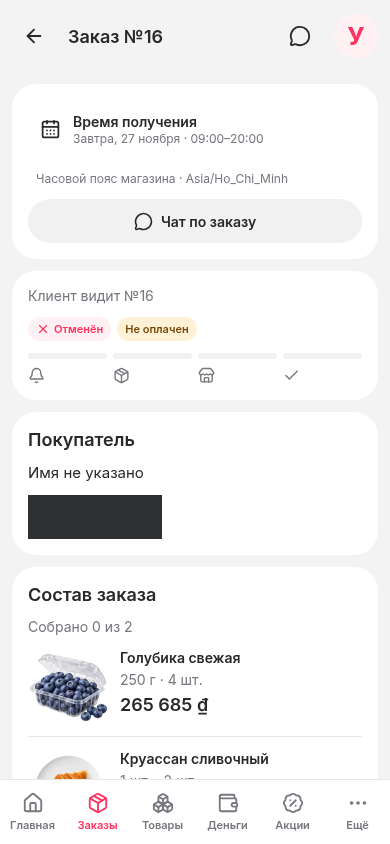 Заказ №16
У
Время получения
Завтра, 27 ноября · 09:00–20:00
Часовой пояс магазина · Asia/Ho_Chi_Minh
Чат по заказу
Клиент видит №16
Отменён
Не оплачен
Покупатель
Имя не указано
Состав заказа
Собрано 0 из 2
Голубика свежая
250 г · 4 шт.
265 685 ₫
Круассан сливочный
Главная
Заказы
Товары
Деньги
Акции
Ещё